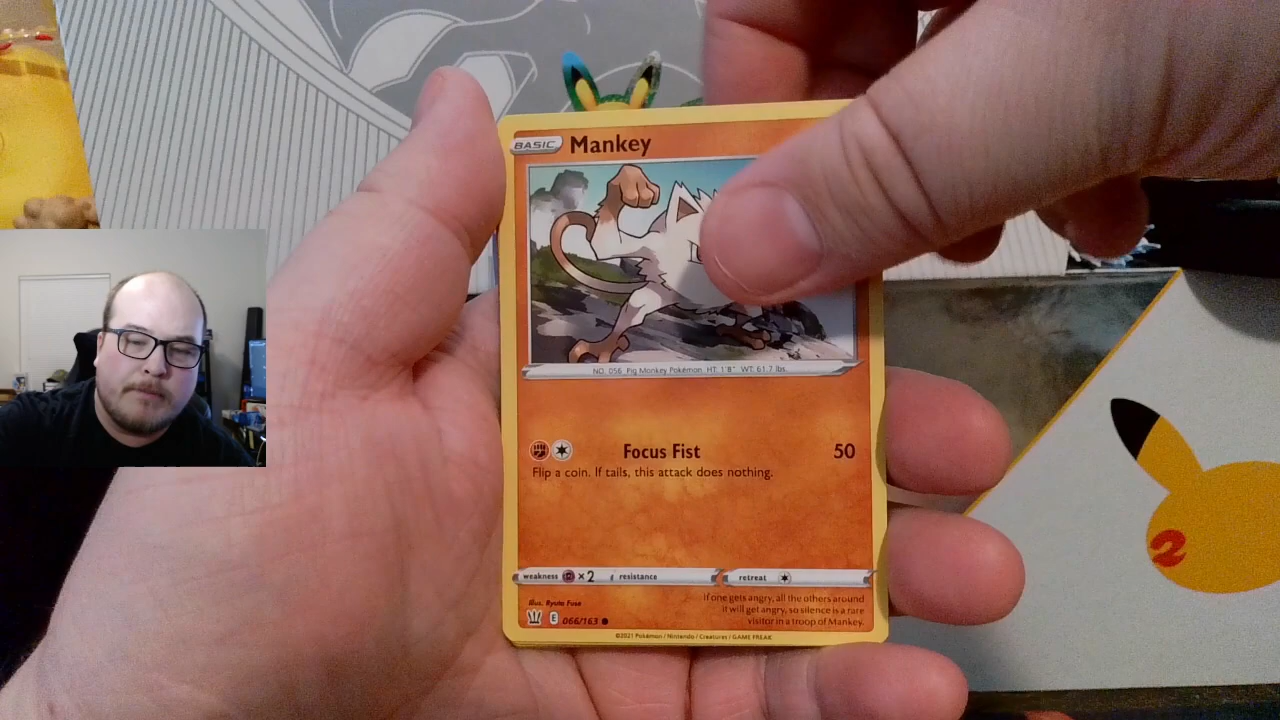 BASIC Mankey
NO. 056 Pig Monkey Pokémon HT: 1'8" WT: 61.7 lbs.
Focus Fist 50
Flip a coin. If tails, this attack does nothing.
weakness ×2 resistance retreat
If one gets angry, all the others around
it will get angry, so silence is a rare
visitor in a troop of Mankey.
Illus. Ryuta Fuse
E 066/163
©2021 Pokémon / Nintendo / Creatures / GAME FREAK
2